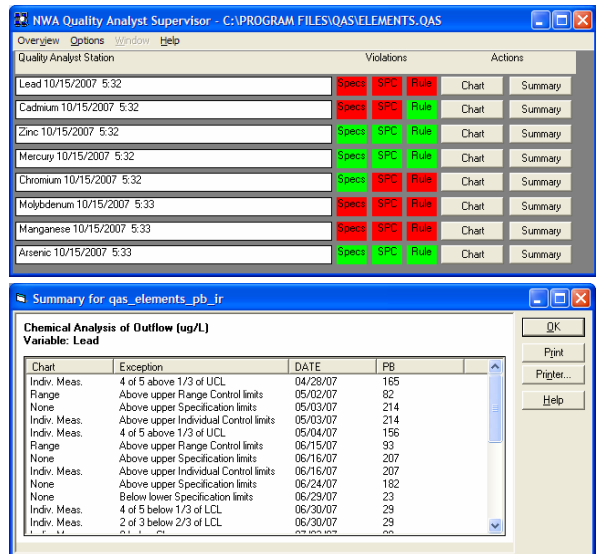 NWA Quality Analyst Supervisor - C:\PROGRAM FILES\QAS\ELEMENTS.QAS
Overview Options Window Help
Quality Analyst Station Violations Actions
Lead 10/15/2007 5:32 Specs SPC Rule Chart Summary
Cadmium 10/15/2007 5:32 Specs SPC Rule Chart Summary
Zinc 10/15/2007 5:32 Specs SPC Rule Chart Summary
Mercury 10/15/2007 5:32 Specs SPC Rule Chart Summary
Chromium 10/15/2007 5:32 Specs SPC Rule Chart Summary
Molybdenum 10/15/2007 5:33 Specs SPC Rule Chart Summary
Manganese 10/15/2007 5:33 Specs SPC Rule Chart Summary
Arsenic 10/15/2007 5:33 Specs SPC Rule Chart Summary
Summary for qas_elements_pb_ir
Chemical Analysis of Outflow (ug/L)
Variable: Lead
OK
Print
Printer...
Help
Chart Exception DATE PB
Indiv. Meas. 4 of 5 above 1/3 of UCL 04/28/07 165
Range Above upper Range Control limits 05/02/07 82
None Above upper Specification limits 05/03/07 214
Indiv. Meas. Above upper Individual Control limits 05/03/07 214
Indiv. Meas. 4 of 5 above 1/3 of UCL 05/04/07 156
Range Above upper Range Control limits 06/15/07 93
None Above upper Specification limits 06/16/07 207
Indiv. Meas. Above upper Individual Control limits 06/16/07 207
None Above upper Specification limits 06/24/07 182
None Below lower Specification limits 06/29/07 23
Indiv. Meas. 4 of 5 below 1/3 of LCL 06/30/07 29
Indiv. Meas. 2 of 3 below 2/3 of LCL 06/30/07 29